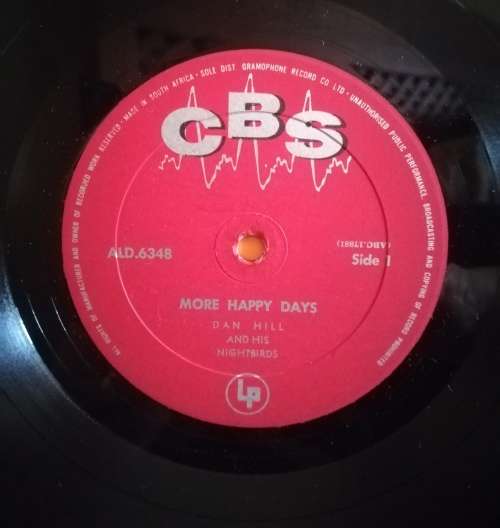 ALL RIGHTS OF MANUFACTURER AND OWNER OF RECORDED WORK RESERVED · MADE IN SOUTH AFRICA · SOLE DIST. GRAMOPHONE RECORD CO LTD · UNAUTHORISED PUBLIC PERFORMANCE, BROADCASTING AND COPYING OF RECORD PROHIBITED
CBS
(ABC.17881)
ALD.6348
Side 1
MORE HAPPY DAYS
DAN HILL
AND HIS
NIGHTBIRDS
LP